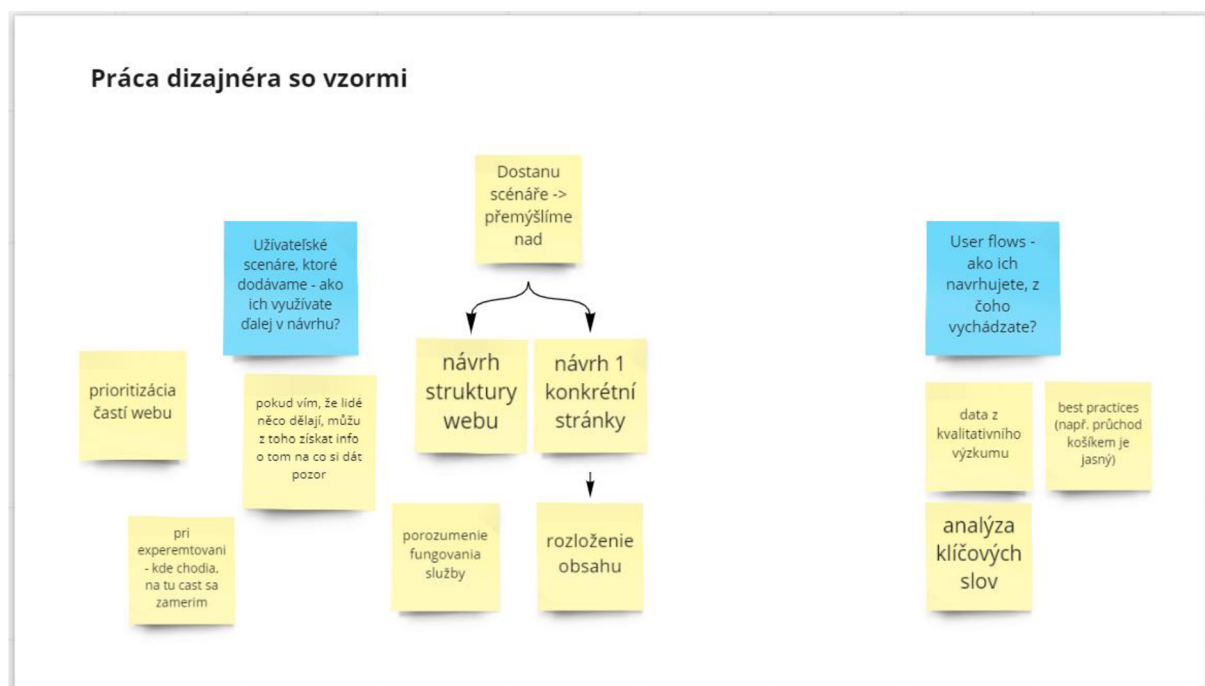 Práca dizajnéra so vzormi
Dostanu
scénáře ->
přemýšlíme
nad
Užívateľské
scenáre, ktoré
dodávame - ako
ich využívate
ďalej v návrhu?
návrh
struktury
webu
návrh 1
konkrétní
stránky
prioritizácia
častí webu
pokud vím, že lidé
něco dělají, můžu
z toho získat info
o tom na co si dát
pozor
pri
experemtovani
- kde chodia,
na tu cast sa
zamerim
porozumenie
fungovania
služby
rozloženie
obsahu
User flows -
ako ich
navrhujete, z
čoho
vychádzate?
data z
kvalitativního
výzkumu
best practices
(např. průchod
košíkem je
jasný)
analýza
klíčových
slov